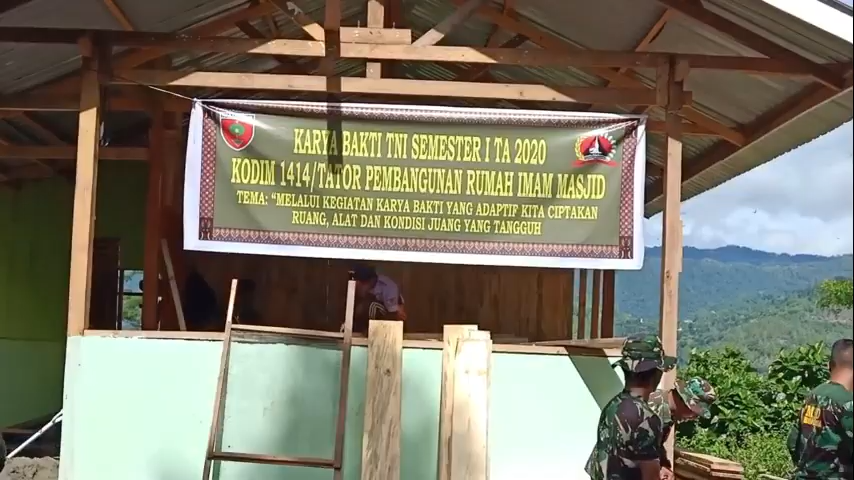 KARYA BAKTI TNI SEMESTER I TA 2020
KODIM 1414/TATOR PEMBANGUNAN RUMAH IMAM MASJID
TEMA: "MELALUI KEGIATAN KARYA BAKTI YANG ADAPTIF KITA CIPTAKAN
RUANG, ALAT DAN KONDISI JUANG YANG TANGGUH